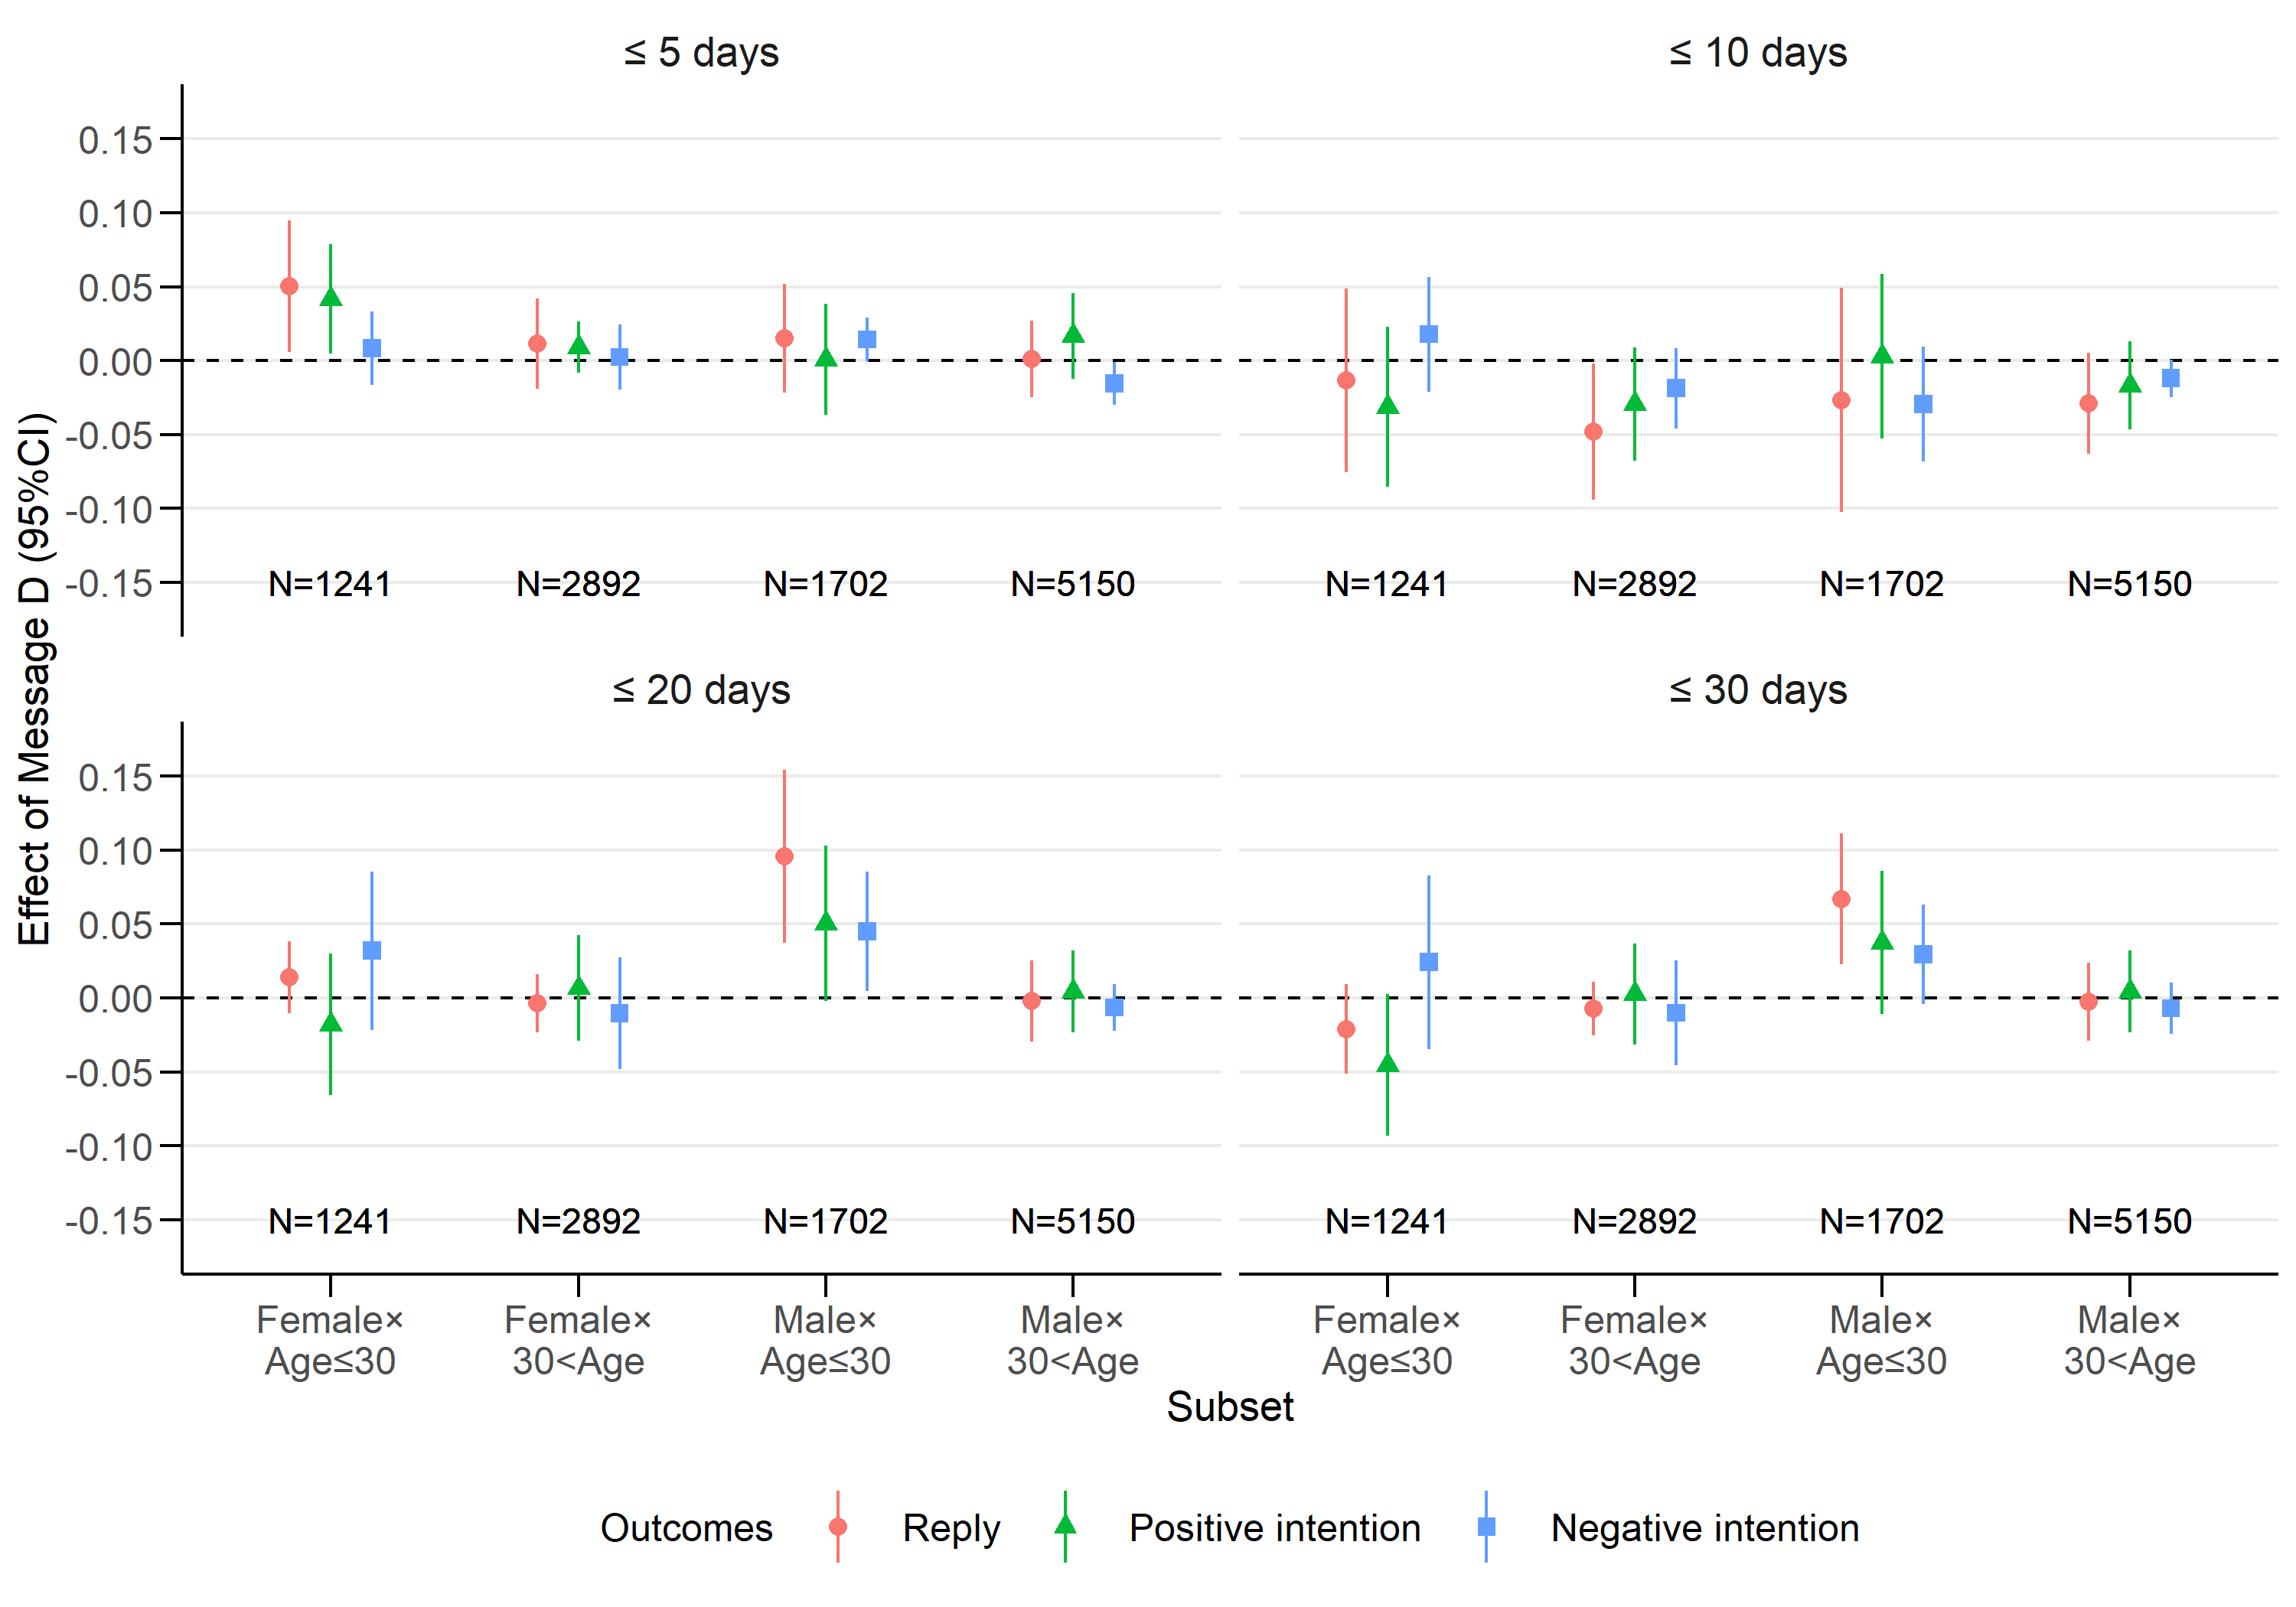 ≤ 5 days
≤ 10 days
0.15
0.10
0.05
0.00
-0.05
-0.10
-0.15
N=1241 N=2892 N=1702 N=5150
N=1241 N=2892 N=1702 N=5150
Effect of Message D (95%CI)
≤ 20 days
≤ 30 days
0.15
0.10
0.05
0.00
-0.05
-0.10
-0.15
N=1241 N=2892 N=1702 N=5150
N=1241 N=2892 N=1702 N=5150
Female× Female× Male× Male× Female× Female× Male× Male×
Age≤30 30<Age Age≤30 30<Age Age≤30 30<Age Age≤30 30<Age
Subset
Outcomes Reply Positive intention Negative intention